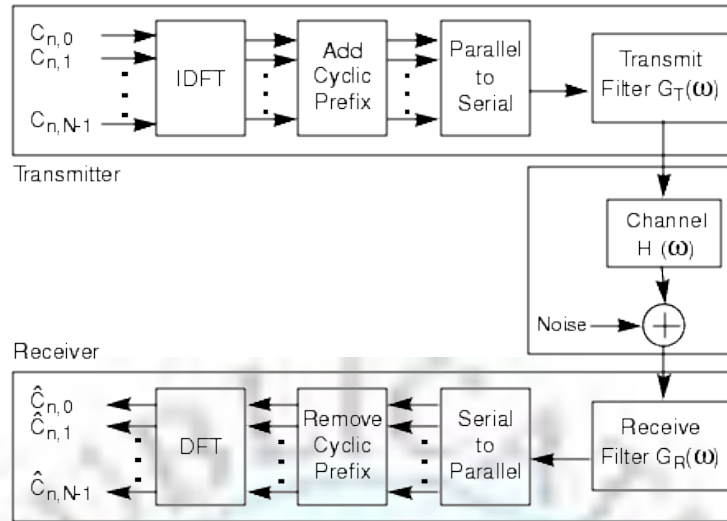 C_{n,0}
C_{n,1}
C_{n,N-1}
IDFT
Add
Cyclic
Prefix
Parallel
to
Serial
Transmit
Filter G_T(ω)
Transmitter
Channel
H (ω)
Noise
Receiver
Ĉ_{n,0}
Ĉ_{n,1}
Ĉ_{n,N-1}
DFT
Remove
Cyclic
Prefix
Serial
to
Parallel
Receive
Filter G_R(ω)